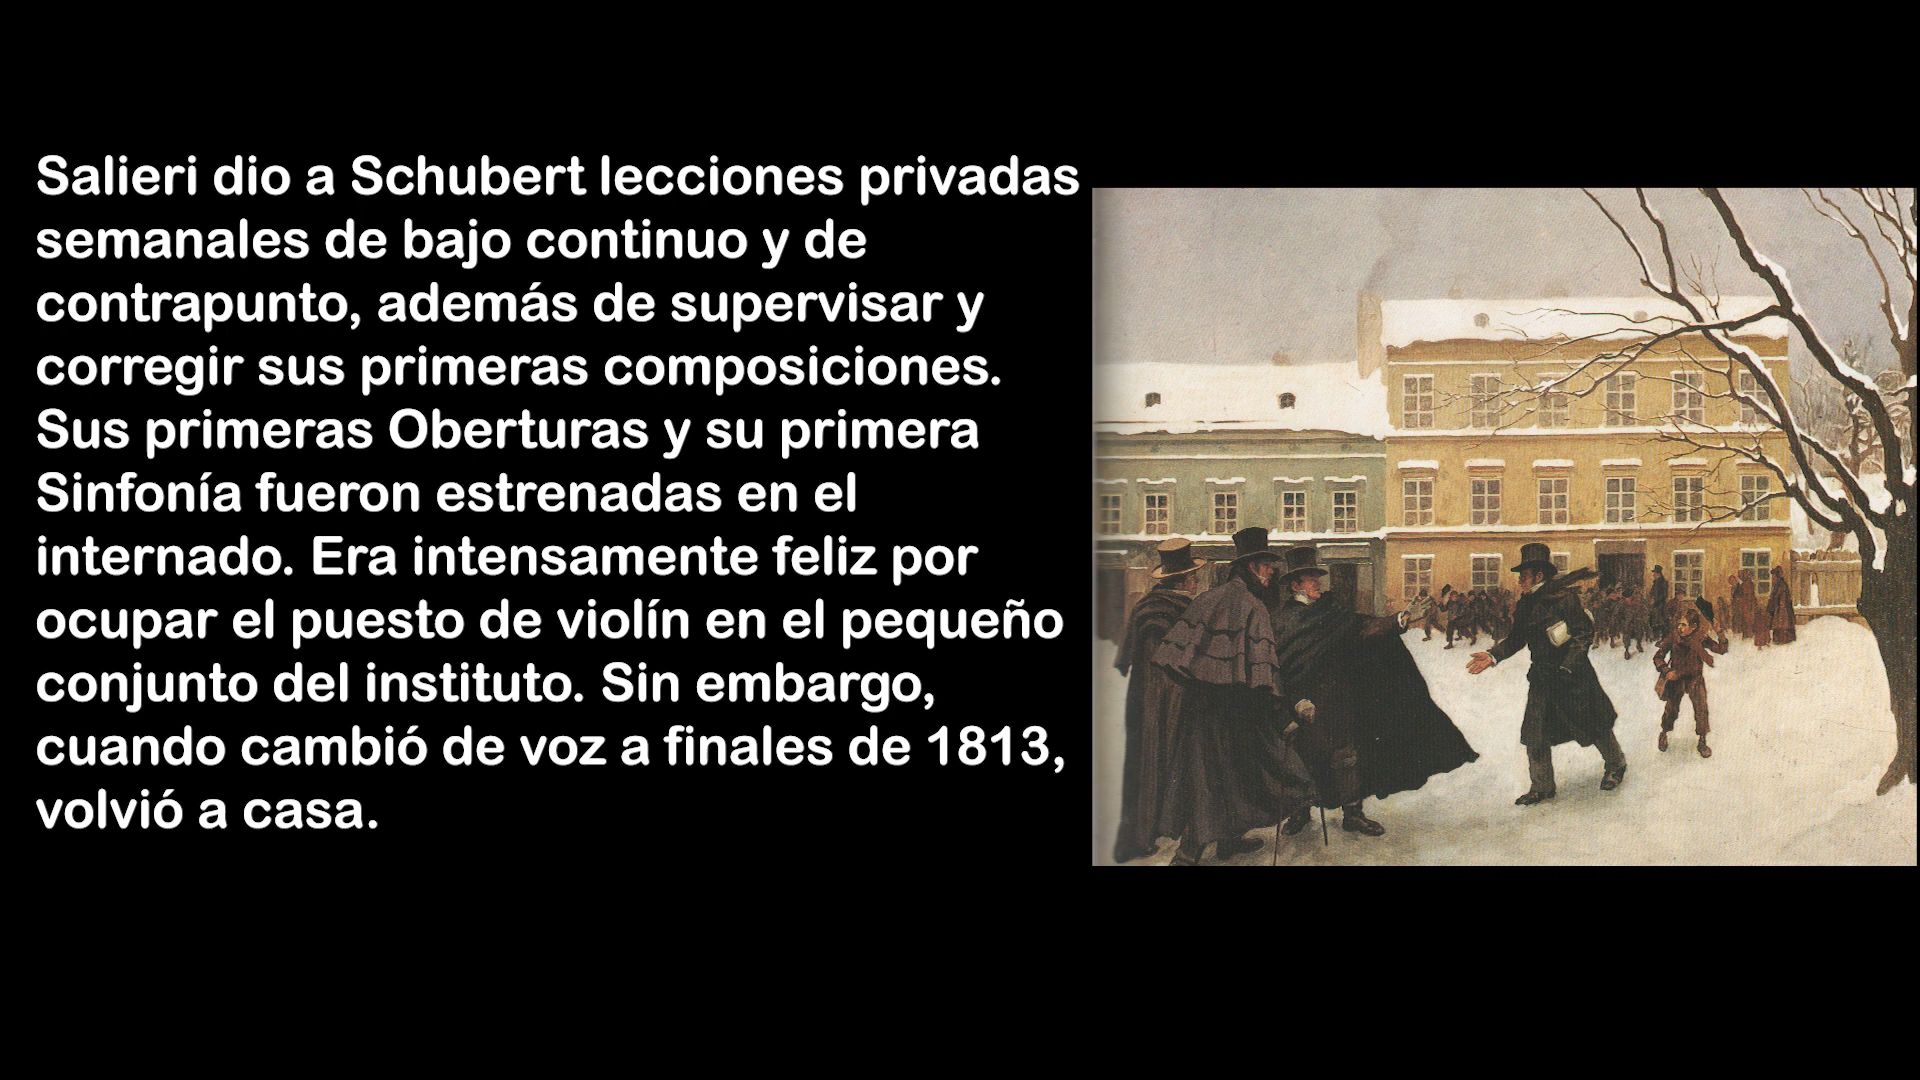 Salieri dio a Schubert lecciones privadas
semanales de bajo continuo y de
contrapunto, además de supervisar y
corregir sus primeras composiciones.
Sus primeras Oberturas y su primera
Sinfonía fueron estrenadas en el
internado. Era intensamente feliz por
ocupar el puesto de violín en el pequeño
conjunto del instituto. Sin embargo,
cuando cambió de voz a finales de 1813,
volvió a casa.